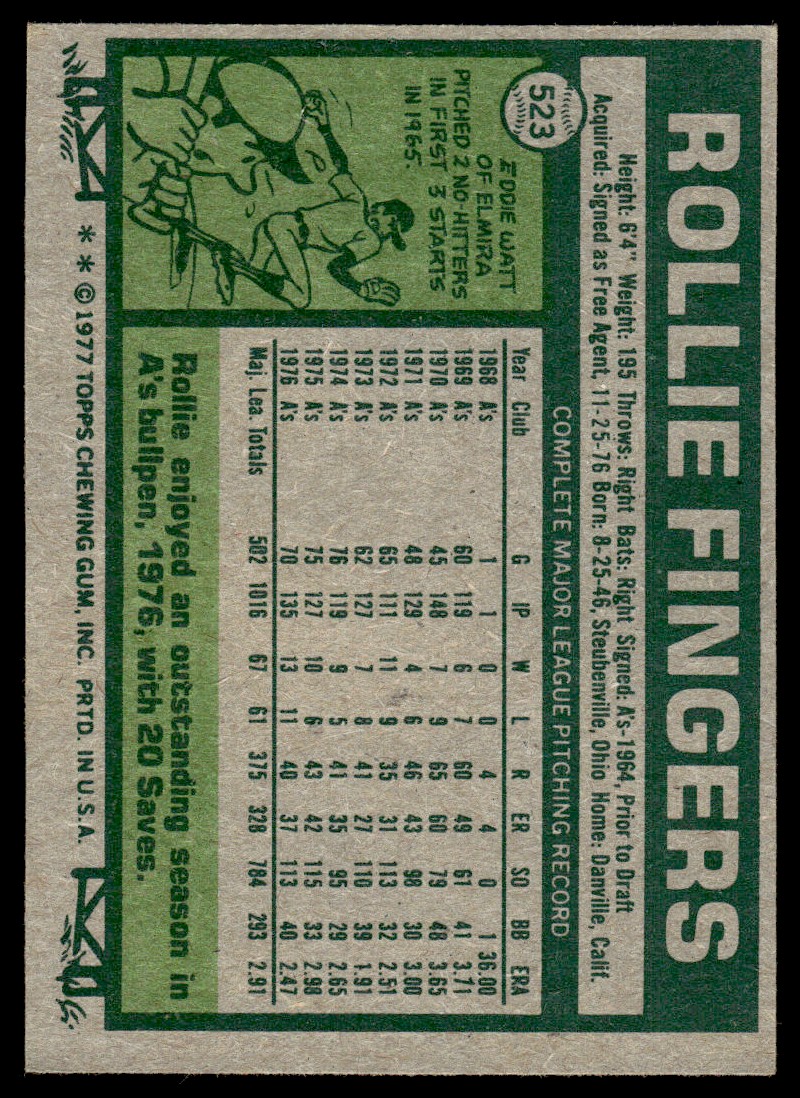 523
ROLLIE FINGERS
Height: 6'4" Weight: 195 Throws: Right Bats: Right Signed: A's-1964, Prior to Draft
Acquired: Signed as Free Agent, 11-25-76 Born: 8-25-46, Steubenville, Ohio Home: Danville, Calif.
EDDIE WATT
OF ELMIRA
PITCHED 2 NO-HITTERS
IN FIRST 3 STARTS
IN 1965.
COMPLETE MAJOR LEAGUE PITCHING RECORD
Year Club G IP W L R ER SO BB ERA
1968 A's 1 1 0 0 4 4 0 1 36.00
1969 A's 60 119 6 7 60 49 61 41 3.71
1970 A's 45 148 7 9 65 60 79 48 3.65
1971 A's 48 129 4 6 46 43 98 30 3.00
1972 A's 65 111 11 9 35 31 113 32 2.51
1973 A's 62 127 7 8 41 27 110 39 1.91
1974 A's 76 119 9 5 41 35 95 29 2.65
1975 A's 75 127 10 6 43 42 115 33 2.98
1976 A's 70 135 13 11 40 37 113 40 2.47
Maj. Lea. Totals 502 1016 67 61 375 328 784 293 2.91
Rollie enjoyed an outstanding season in
A's bullpen, 1976, with 20 Saves.
* * © 1977 TOPPS CHEWING GUM, INC. PRTD. IN U.S.A.